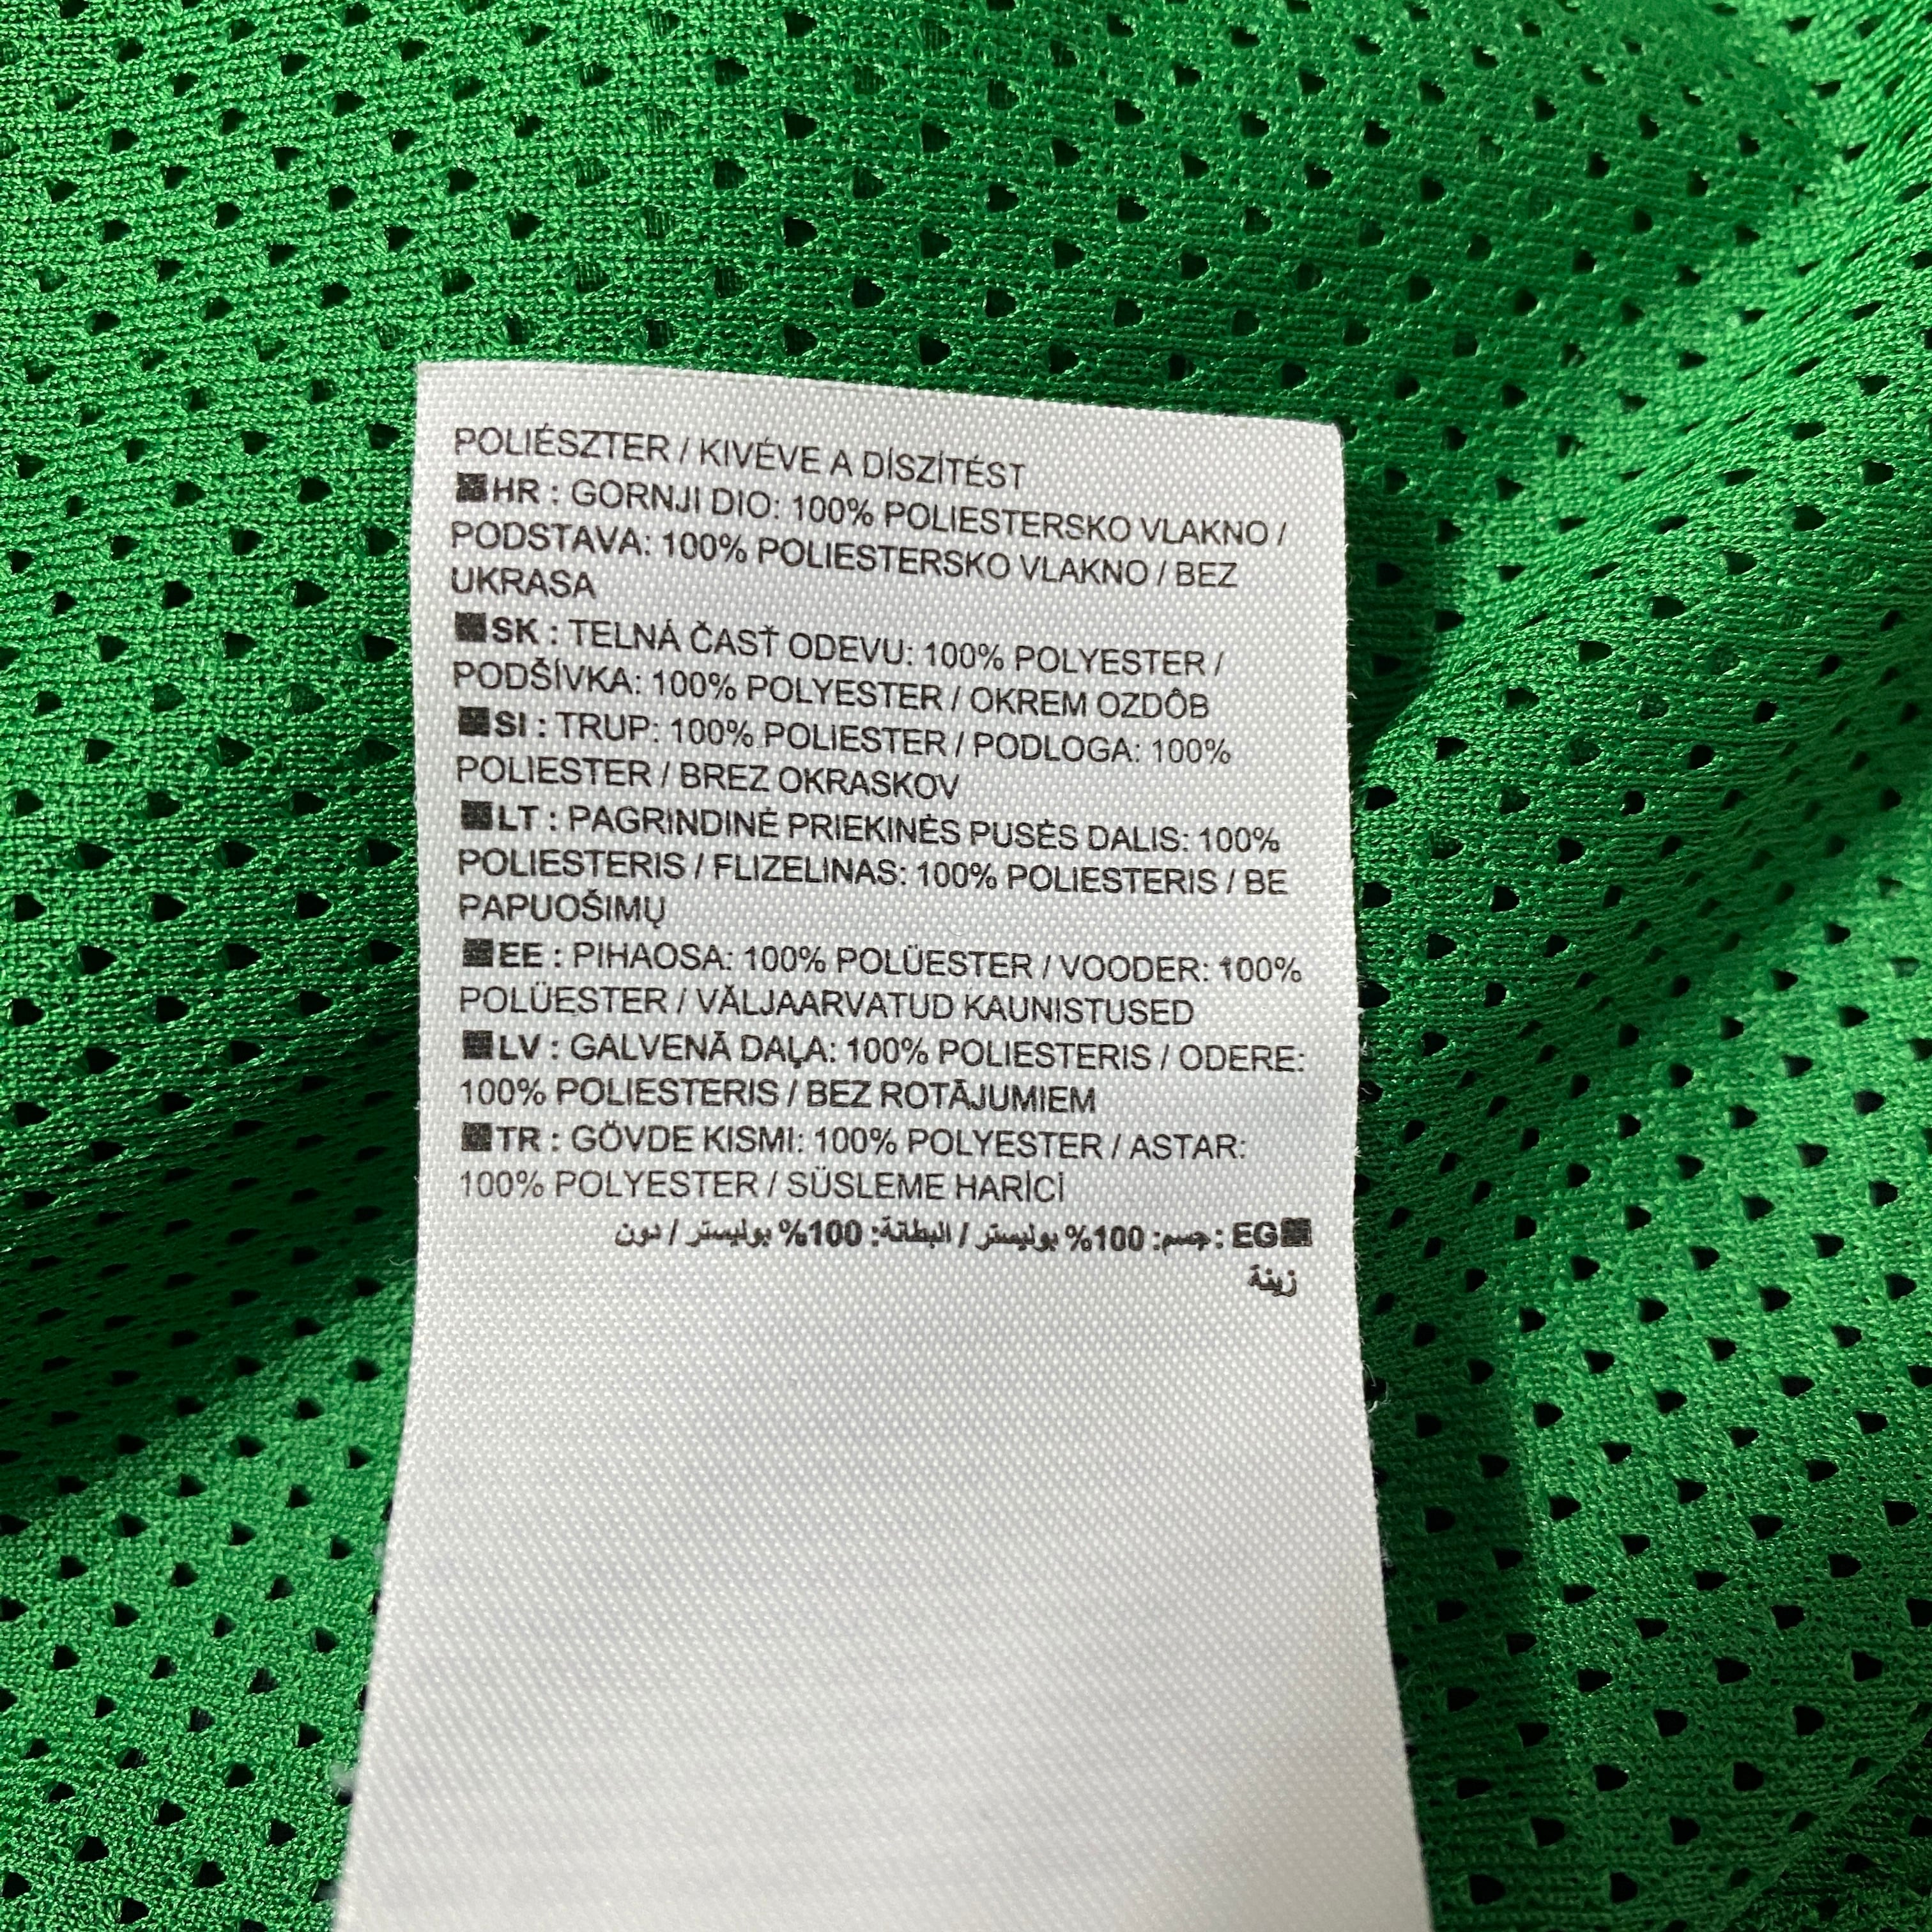 POLIÉSZTER / KIVÉVE A DÍSZÍTÉST
HR : GORNJI DIO: 100% POLIESTERSKO VLAKNO /
PODSTAVA: 100% POLIESTERSKO VLAKNO / BEZ
UKRASA
SK : TELNÁ ČASŤ ODEVU: 100% POLYESTER /
PODŠÍVKA: 100% POLYESTER / OKREM OZDÔB
SI : TRUP: 100% POLIESTER / PODLOGA: 100%
POLIESTER / BREZ OKRASKOV
LT : PAGRINDINĖ PRIEKINĖS PUSĖS DALIS: 100%
POLIESTERIS / FLIZELINAS: 100% POLIESTERIS / BE
PAPUOŠIMŲ
EE : PIHAOSA: 100% POLÜESTER / VOODER: 100%
POLÜESTER / VÄLJAARVATUD KAUNISTUSED
LV : GALVENĀ DAĻA: 100% POLIESTERIS / ODERE:
100% POLIESTERIS / BEZ ROTĀJUMIEM
TR : GÖVDE KISMI: 100% POLYESTER / ASTAR:
100% POLYESTER / SÜSLEME HARİCİ
EG : جسم: 100% بوليستر / البطانة: 100% بوليستر / دون
زينة